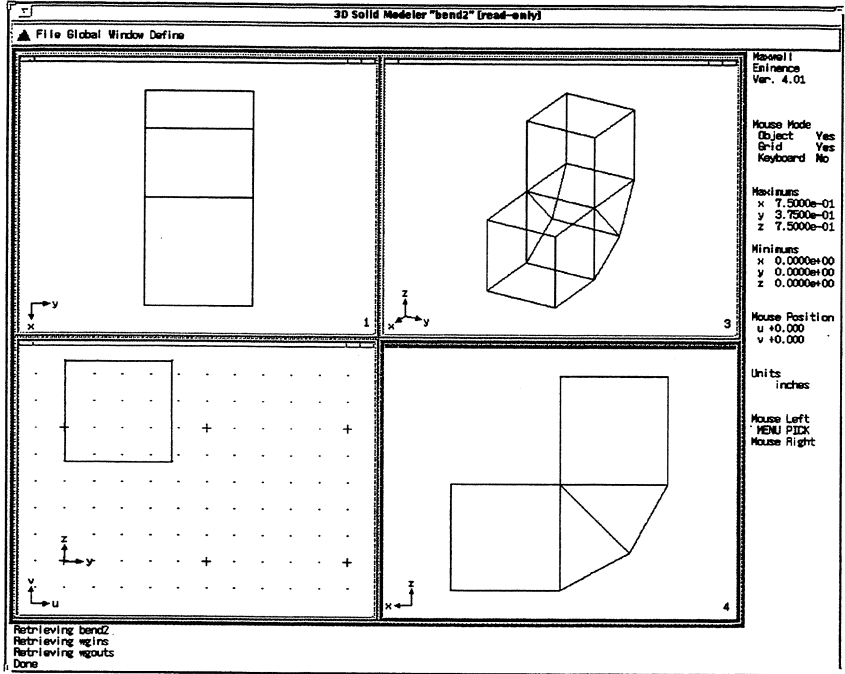 3D Solid Modeler "bend2" [read-only]
File Global Window Define
Maxwell
Eminence
Ver. 4.01
Mouse Mode
Object Yes
Grid Yes
Keyboard No
Maximums
x 7.5000e-01
y 3.7500e-01
z 7.5000e-01
Minimums
x 0.0000e+00
y 0.0000e+00
z 0.0000e+00
Mouse Position
u +0.000
v +0.000
Units
inches
Mouse Left
MENU PICK
Mouse Right
y
x
1
z
x
y
3
z
y
v
u
z
x
4
Retrieving bend2
Retrieving wgins
Retrieving wgouts
Done